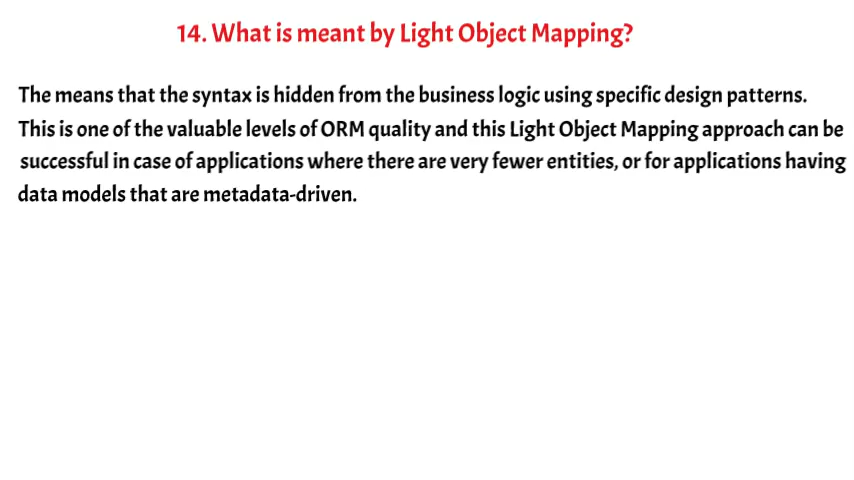 14. What is meant by Light Object Mapping?
The means that the syntax is hidden from the business logic using specific design patterns.
This is one of the valuable levels of ORM quality and this Light Object Mapping approach can be
successful in case of applications where there are very fewer entities, or for applications having
data models that are metadata-driven.